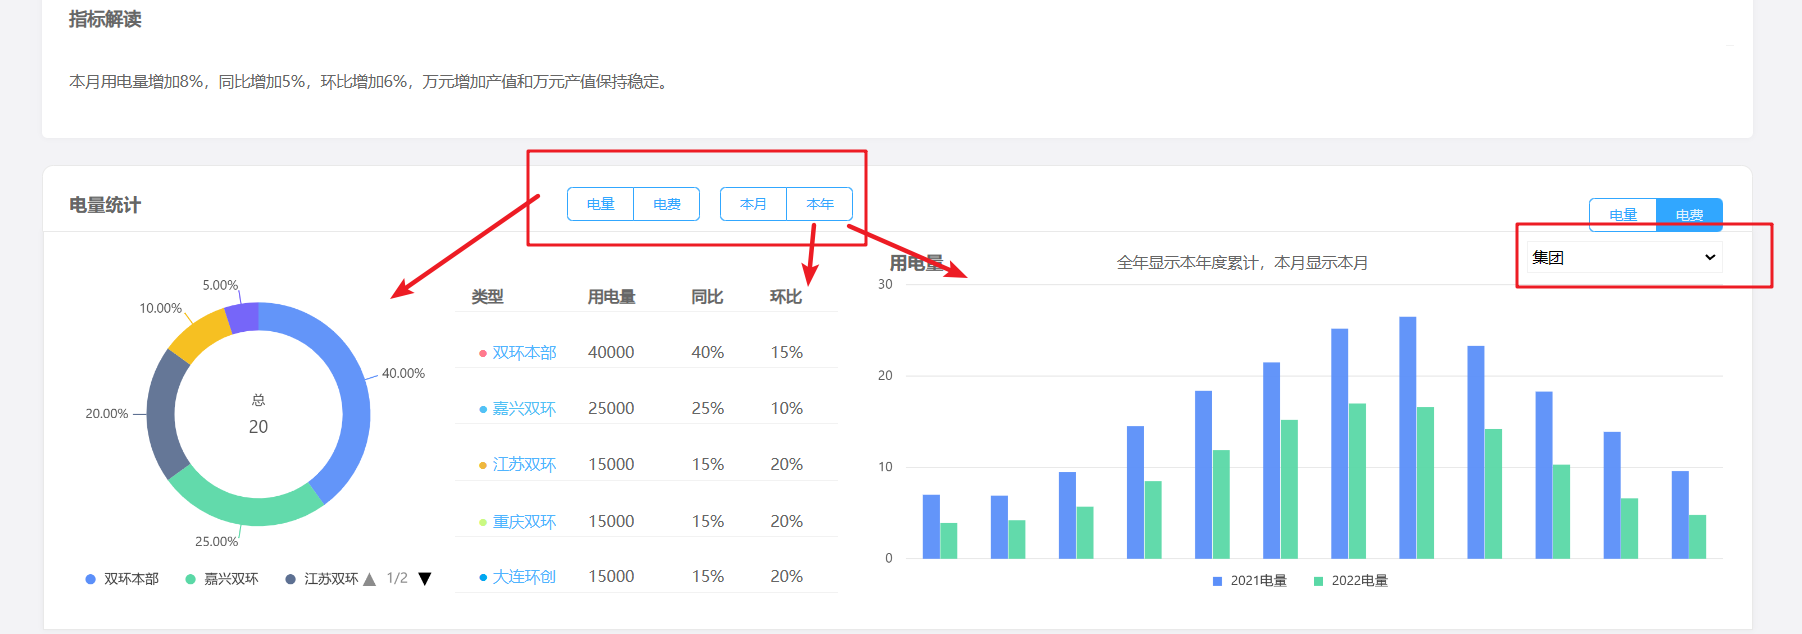 指标解读
本月用电量增加8%，同比增加5%，环比增加6%，万元增加产值和万元产值保持稳定。
电量统计
电量 电费 本月 本年
电量 电费
集团
5.00%
10.00%
40.00%
20.00%
25.00%
总
20
双环本部 嘉兴双环 江苏双环 1/2
类型 用电量 同比 环比
双环本部 40000 40% 15%
嘉兴双环 25000 25% 10%
江苏双环 15000 15% 20%
重庆双环 15000 15% 20%
大连环创 15000 15% 20%
用电量 全年显示本年度累计，本月显示本月
30
20
10
0
2021电量 2022电量